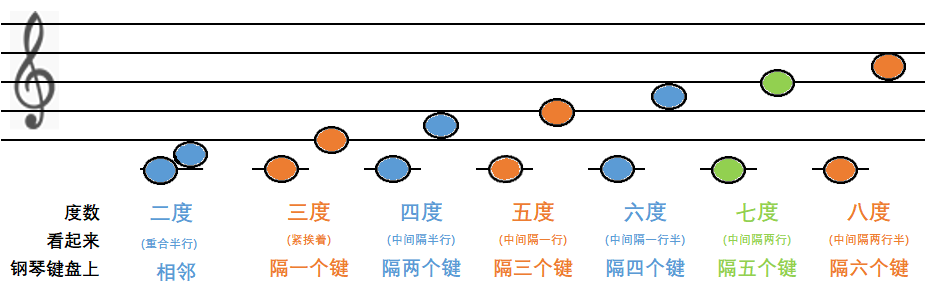 度数 二度 三度 四度 五度 六度 七度 八度
看起来 (重合半行) (紧挨着) (中间隔半行) (中间隔一行) (中间隔一行半) (中间隔两行) (中间隔两行半)
钢琴键盘上 相邻 隔一个键 隔两个键 隔三个键 隔四个键 隔五个键 隔六个键